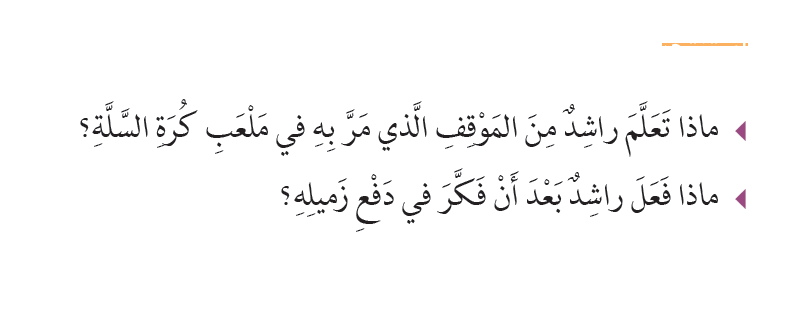 ماذا تَعَلَّمَ راشِدٌ مِنَ المَوْقِفِ الَّذي مَرَّ بِهِ في مَلْعَبِ كُرَةِ السَّلَّةِ؟
ماذا فَعَلَ راشِدٌ بَعْدَ أَنْ فَكَّرَ في دَفْعِ زَميلِهِ؟